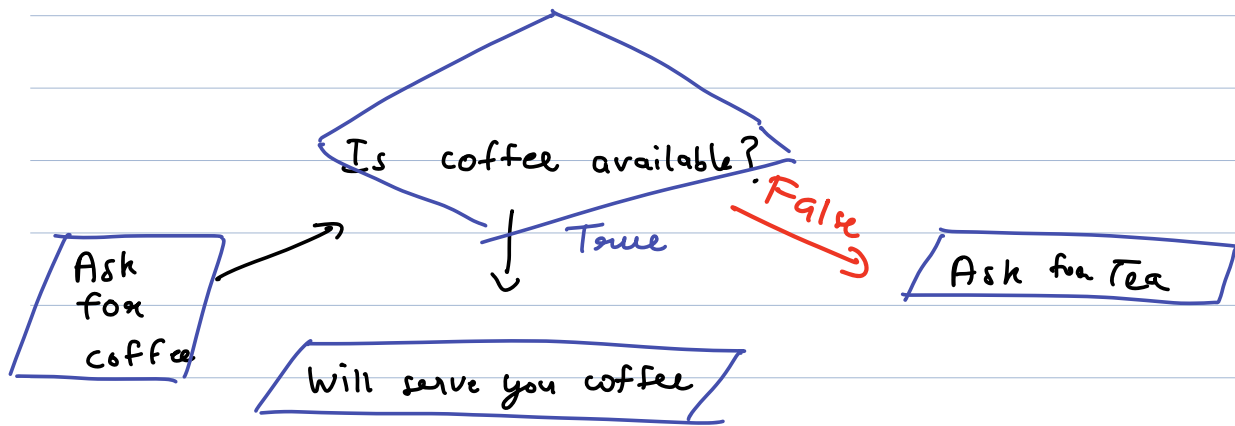 Is coffee available?
False
True
Ask
for
coffee
Ask for Tea
Will serve you coffee